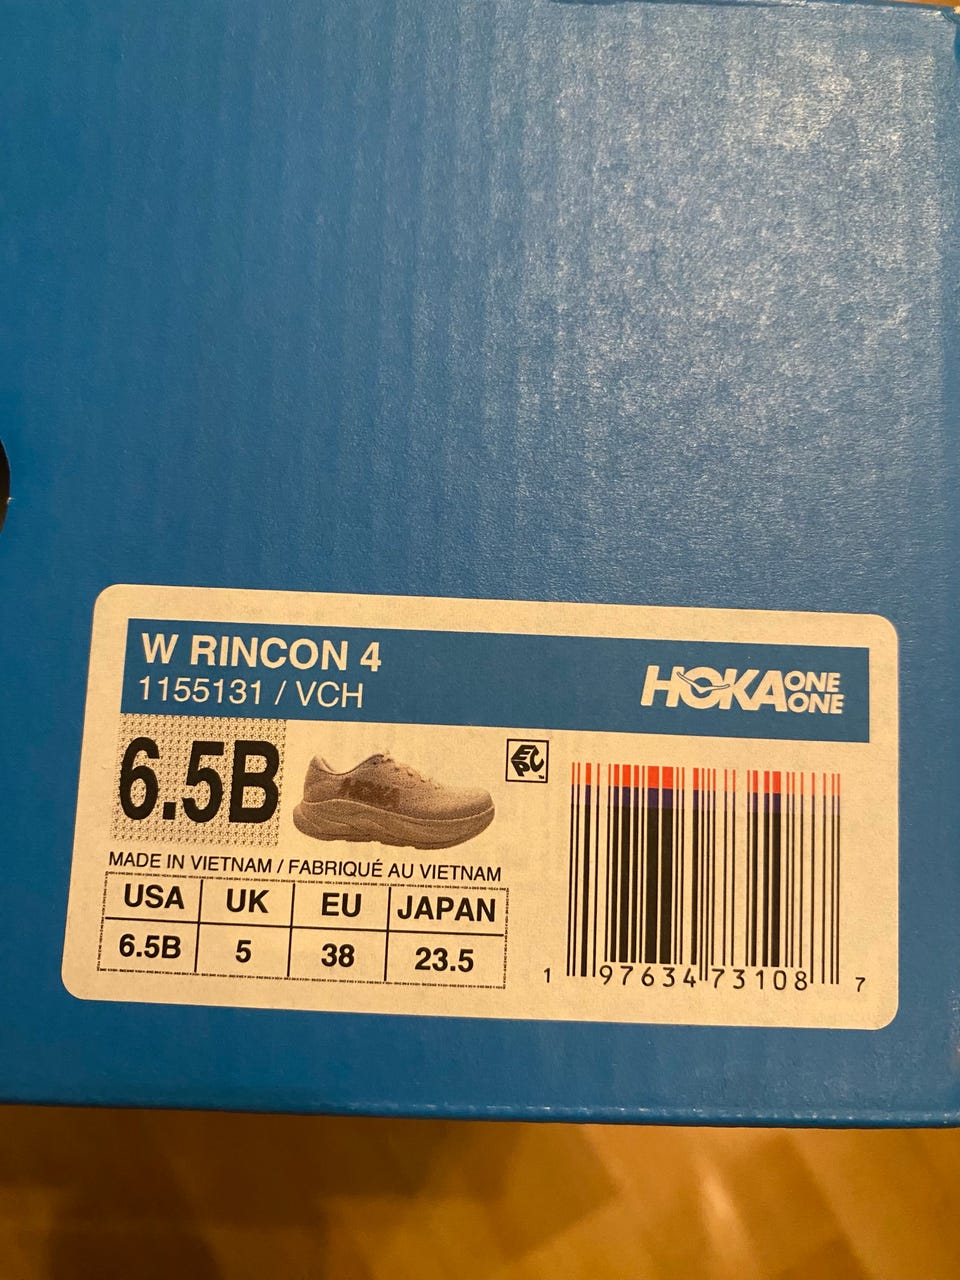 W RINCON 4
1155131 / VCH
HOKA ONE ONE
6.5B
EPC™
MADE IN VIETNAM / FABRIQUÉ AU VIETNAM
USA UK EU JAPAN
6.5B 5 38 23.5
1 97634 73108 7